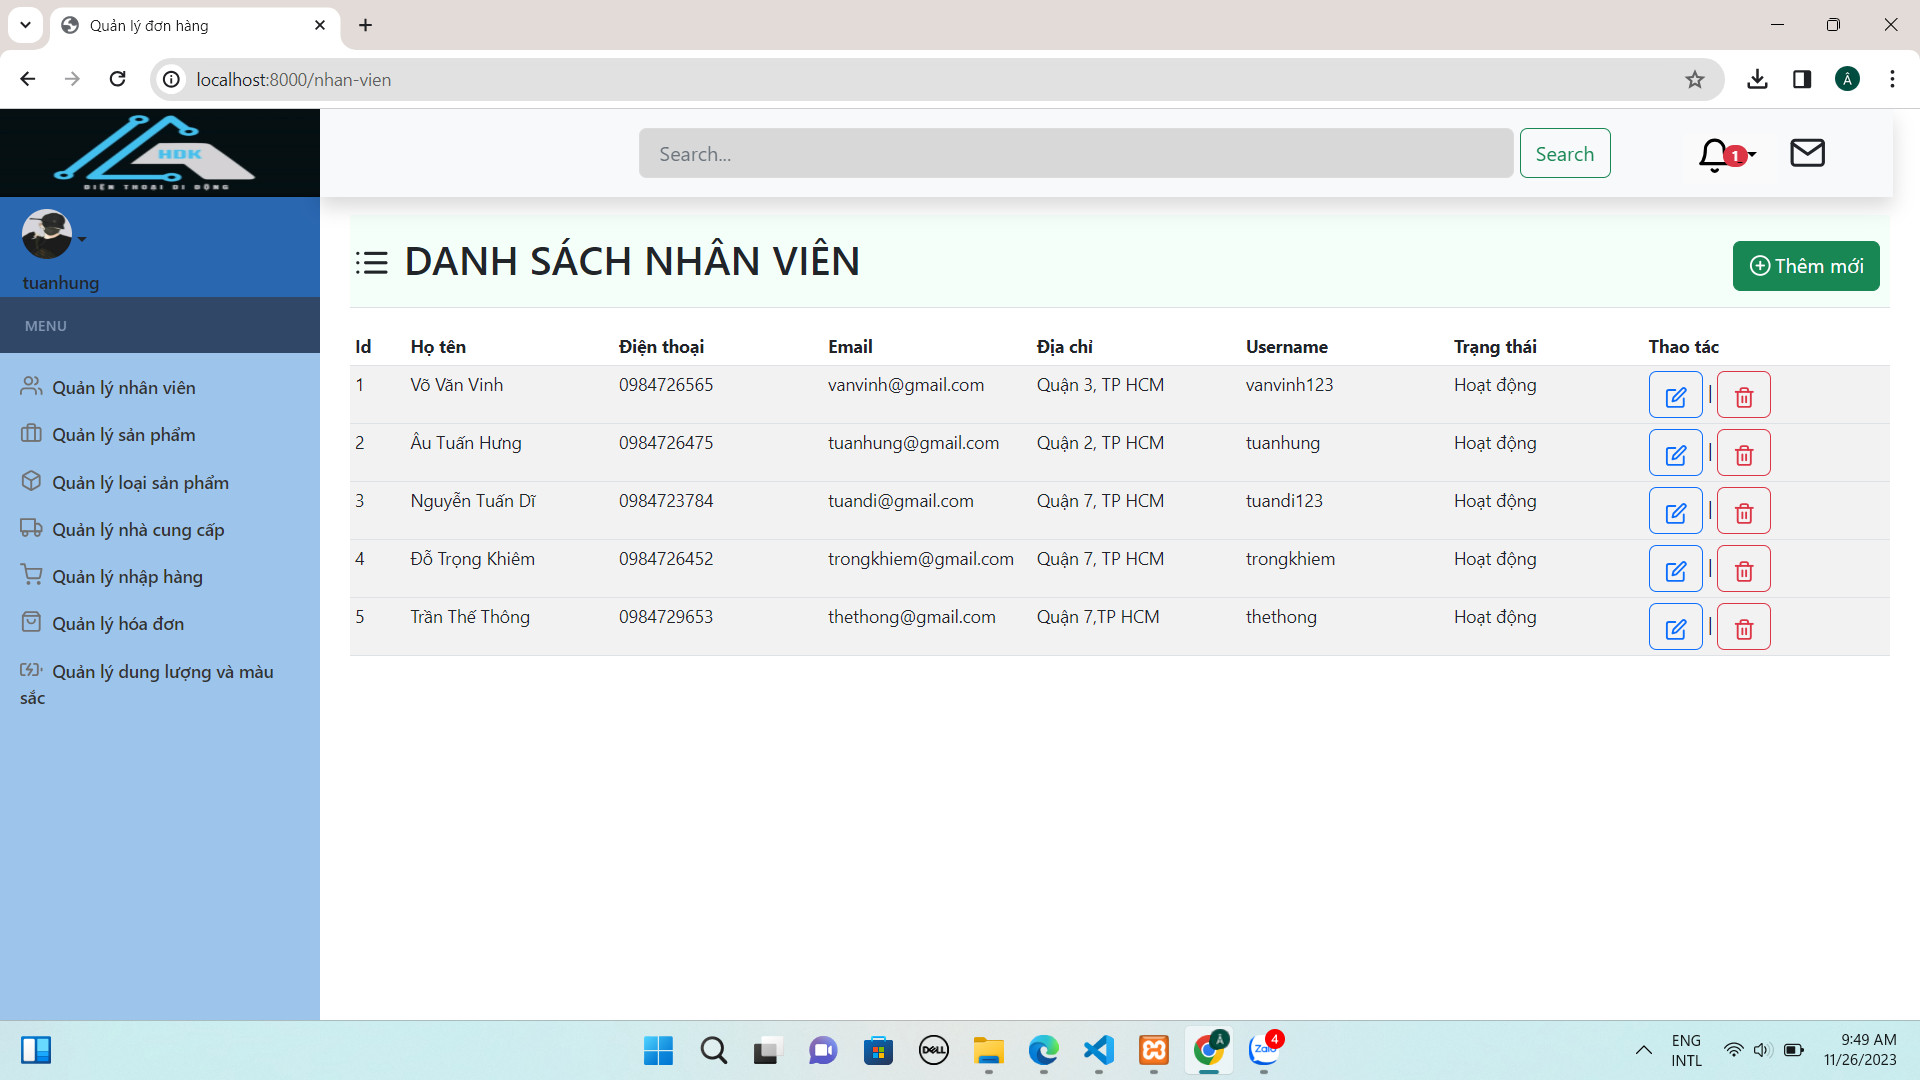 Quản lý đơn hàng
localhost:8000/nhan-vien
Â
HDK
ĐIỆN THOẠI DI ĐỘNG
Search...
Search
1
tuanhung
MENU
Quản lý nhân viên
Quản lý sản phẩm
Quản lý loại sản phẩm
Quản lý nhà cung cấp
Quản lý nhập hàng
Quản lý hóa đơn
Quản lý dung lượng và màu
sắc
DANH SÁCH NHÂN VIÊN
Thêm mới
Id Họ tên Điện thoại Email Địa chỉ Username Trạng thái Thao tác
1 Võ Văn Vinh 0984726565 vanvinh@gmail.com Quận 3, TP HCM vanvinh123 Hoạt động |
2 Âu Tuấn Hưng 0984726475 tuanhung@gmail.com Quận 2, TP HCM tuanhung Hoạt động |
3 Nguyễn Tuấn Dĩ 0984723784 tuandi@gmail.com Quận 7, TP HCM tuandi123 Hoạt động |
4 Đỗ Trọng Khiêm 0984726452 trongkhiem@gmail.com Quận 7, TP HCM trongkhiem Hoạt động |
5 Trần Thế Thông 0984729653 thethong@gmail.com Quận 7,TP HCM thethong Hoạt động |
DELL
Â
Zalo
4
ENG
INTL
9:49 AM
11/26/2023